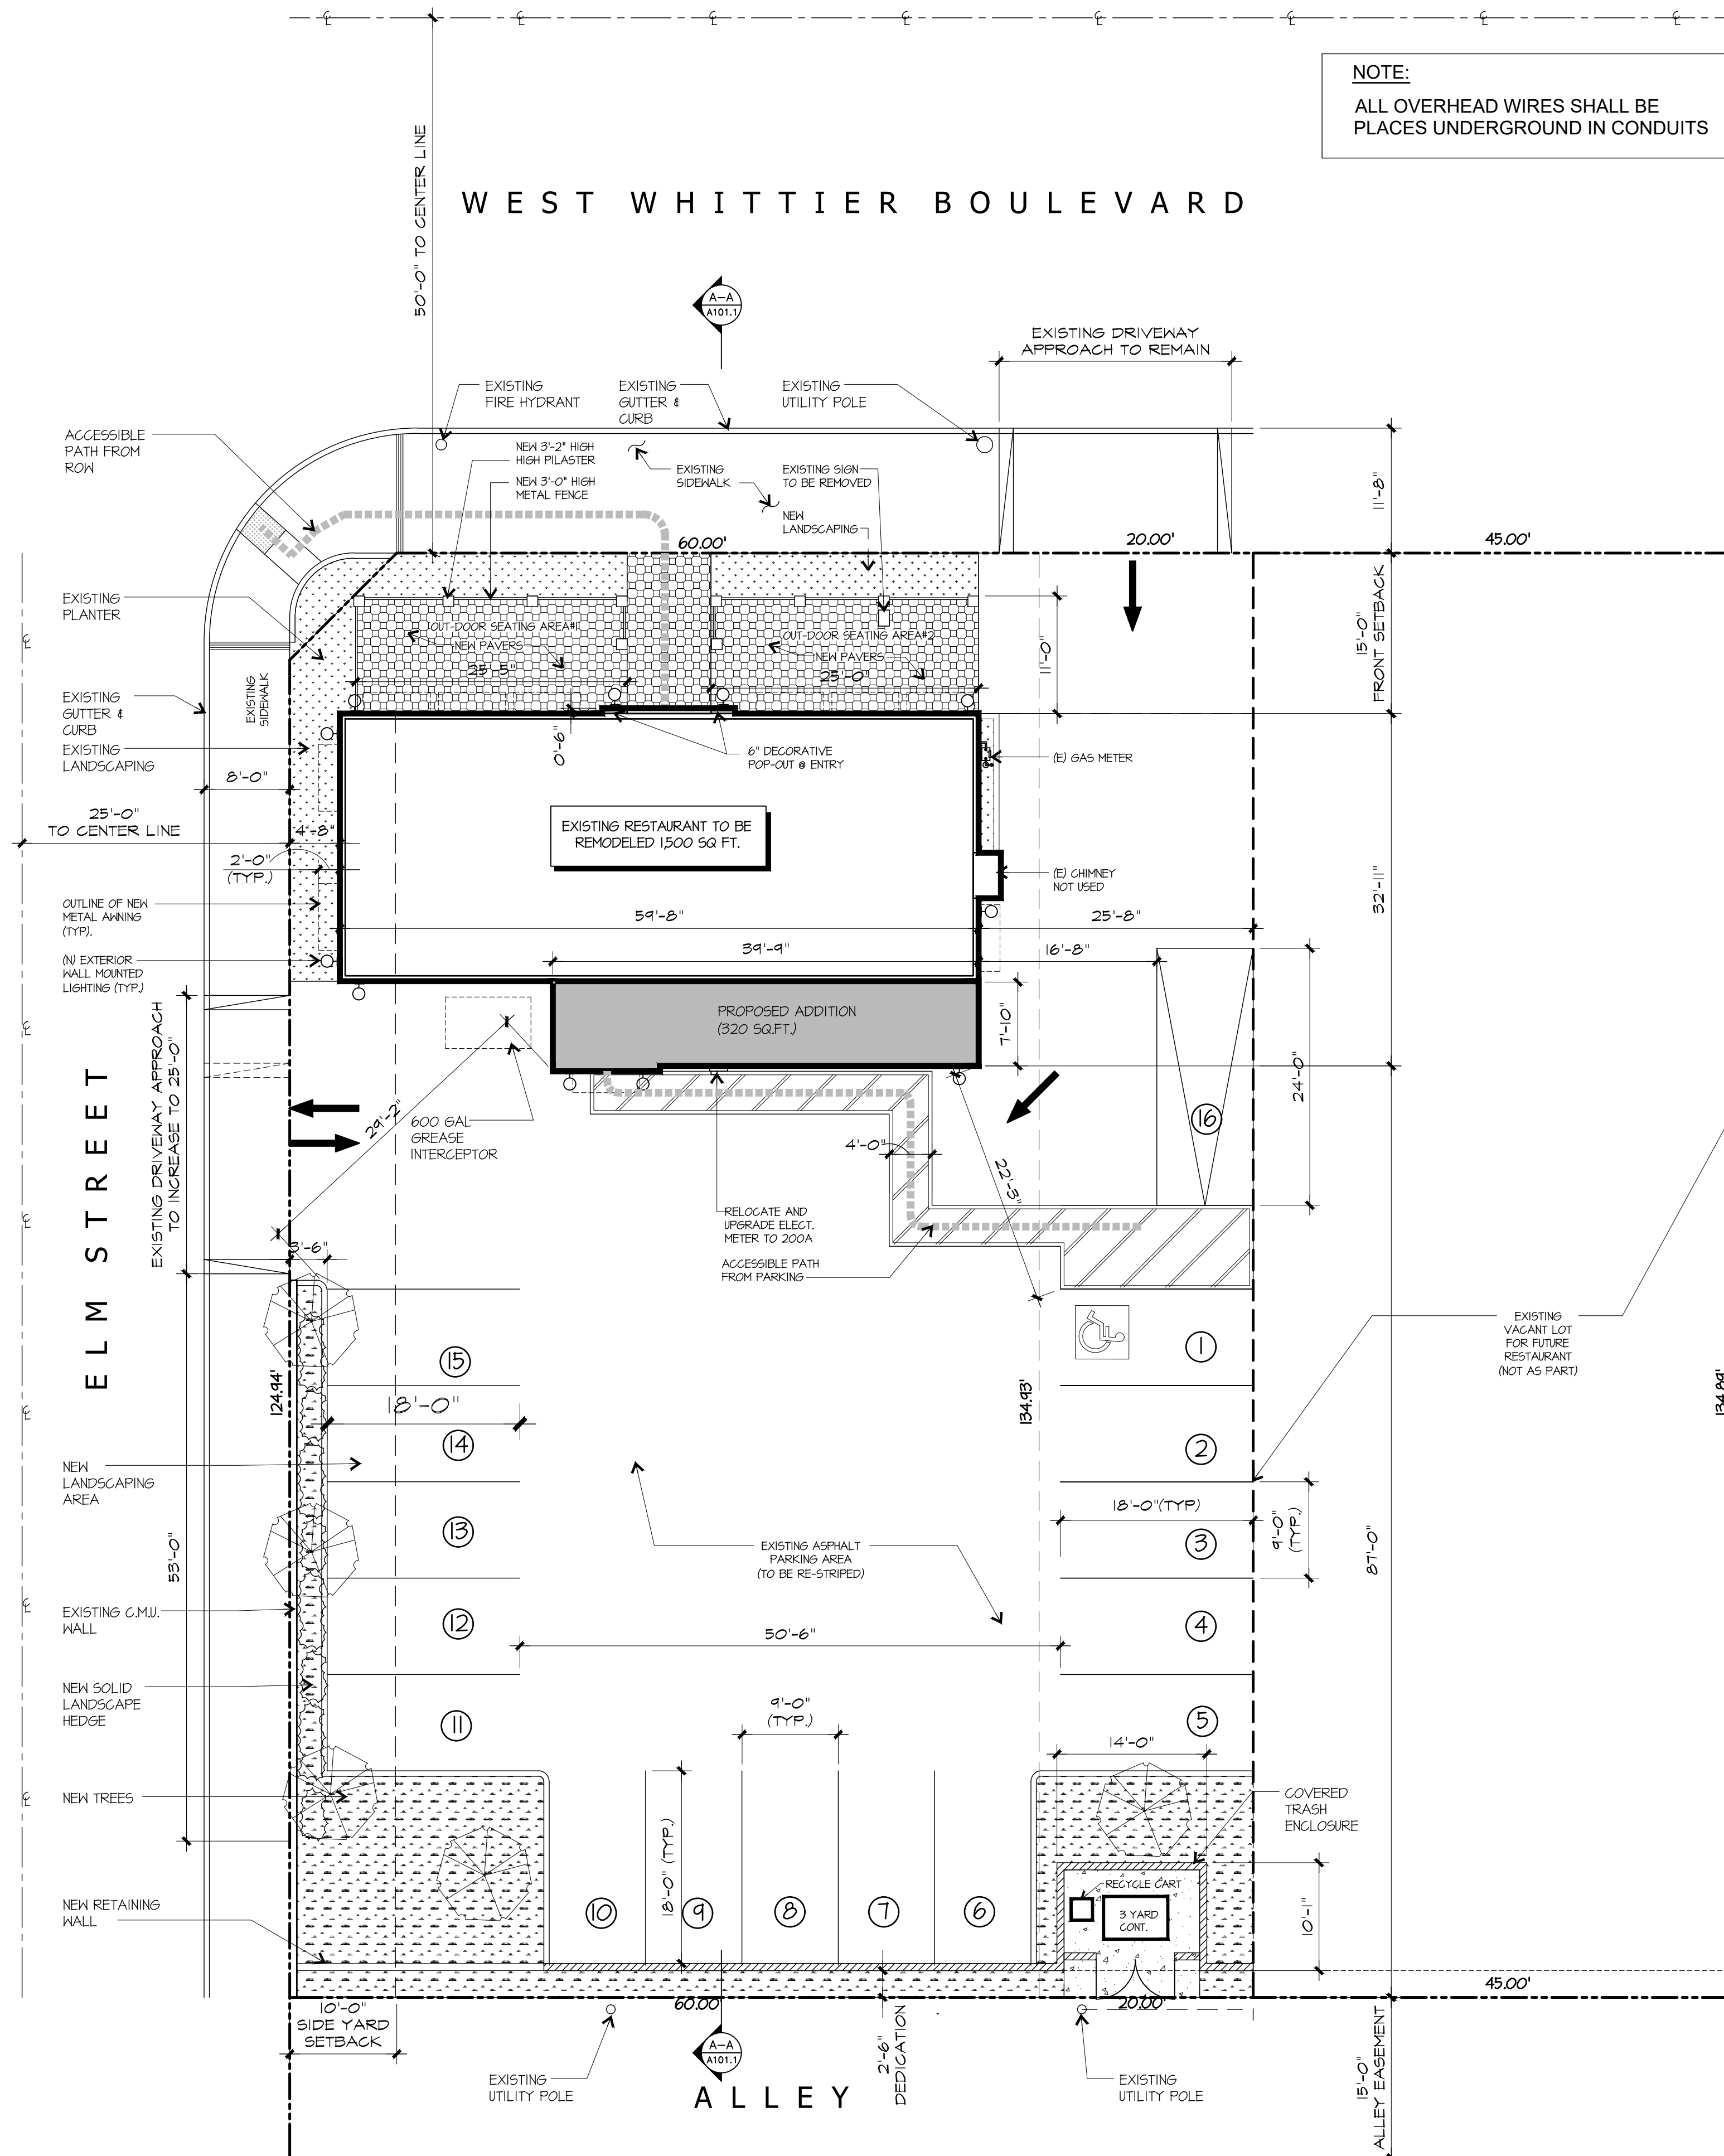 NOTE:
ALL OVERHEAD WIRES SHALL BE
PLACES UNDERGROUND IN CONDUITS
50'-0" TO CENTER LINE
WEST WHITTIER BOULEVARD
A-A
A101.1
EXISTING DRIVEWAY
APPROACH TO REMAIN
EXISTING
FIRE HYDRANT
EXISTING
GUTTER &
CURB
EXISTING
UTILITY POLE
ACCESSIBLE
PATH FROM
ROW
NEW 3'-2" HIGH
HIGH PILASTER
NEW 3'-0" HIGH
METAL FENCE
EXISTING
SIDEWALK
EXISTING SIGN
TO BE REMOVED
NEW
LANDSCAPING
11'-8"
60.00'
20.00'
45.00'
EXISTING
PLANTER
OUT-DOOR SEATING AREA#1
NEW PAVERS
25'-5"
OUT-DOOR SEATING AREA#2
NEW PAVERS
25'-0"
11'-0"
15'-0"
FRONT SETBACK
EXISTING
GUTTER &
CURB
EXISTING
SIDEWALK
EXISTING
LANDSCAPING
0'-6"
6" DECORATIVE
POP-OUT @ ENTRY
(E) GAS METER
8'-0"
25'-0"
TO CENTER LINE
4'-8"
2'-0"
(TYP.)
EXISTING RESTAURANT TO BE
REMODELED 1,500 SQ FT.
(E) CHIMNEY
NOT USED
32'-11"
OUTLINE OF NEW
METAL AWNING
(TYP).
59'-8"
25'-8"
39'-9"
16'-8"
(N) EXTERIOR
WALL MOUNTED
LIGHTING (TYP.)
PROPOSED ADDITION
(320 SQ.FT.)
7'-10"
24'-0"
EXISTING DRIVEWAY APPROACH
TO INCREASE TO 25'-0"
ELM STREET
29'-2"
600 GAL
GREASE
INTERCEPTOR
4'-0"
22'-3"
16
RELOCATE AND
UPGRADE ELECT.
METER TO 200A
ACCESSIBLE PATH
FROM PARKING
3'-6"
EXISTING
VACANT LOT
FOR FUTURE
RESTAURANT
(NOT AS PART)
15
1
124.94'
134.93'
134.89'
18'-0"
14
2
NEW
LANDSCAPING
AREA
18'-0"(TYP)
9'-0"
(TYP.)
13
3
53'-0"
EXISTING ASPHALT
PARKING AREA
(TO BE RE-STRIPED)
87'-0"
EXISTING C.M.U.
WALL
12
4
50'-6"
NEW SOLID
LANDSCAPE
HEDGE
11
9'-0"
(TYP.)
5
14'-0"
NEW TREES
COVERED
TRASH
ENCLOSURE
18'-0" (TYP.)
NEW RETAINING
WALL
10
9
8
7
6
RECYCLE CART
3 YARD
CONT.
10'-1"
60.00'
20.00'
45.00'
10'-0"
SIDE YARD
SETBACK
2'-6"
DEDICATION
A-A
A101.1
EXISTING
UTILITY POLE
ALLEY
EXISTING
UTILITY POLE
15'-0"
ALLEY EASEMENT